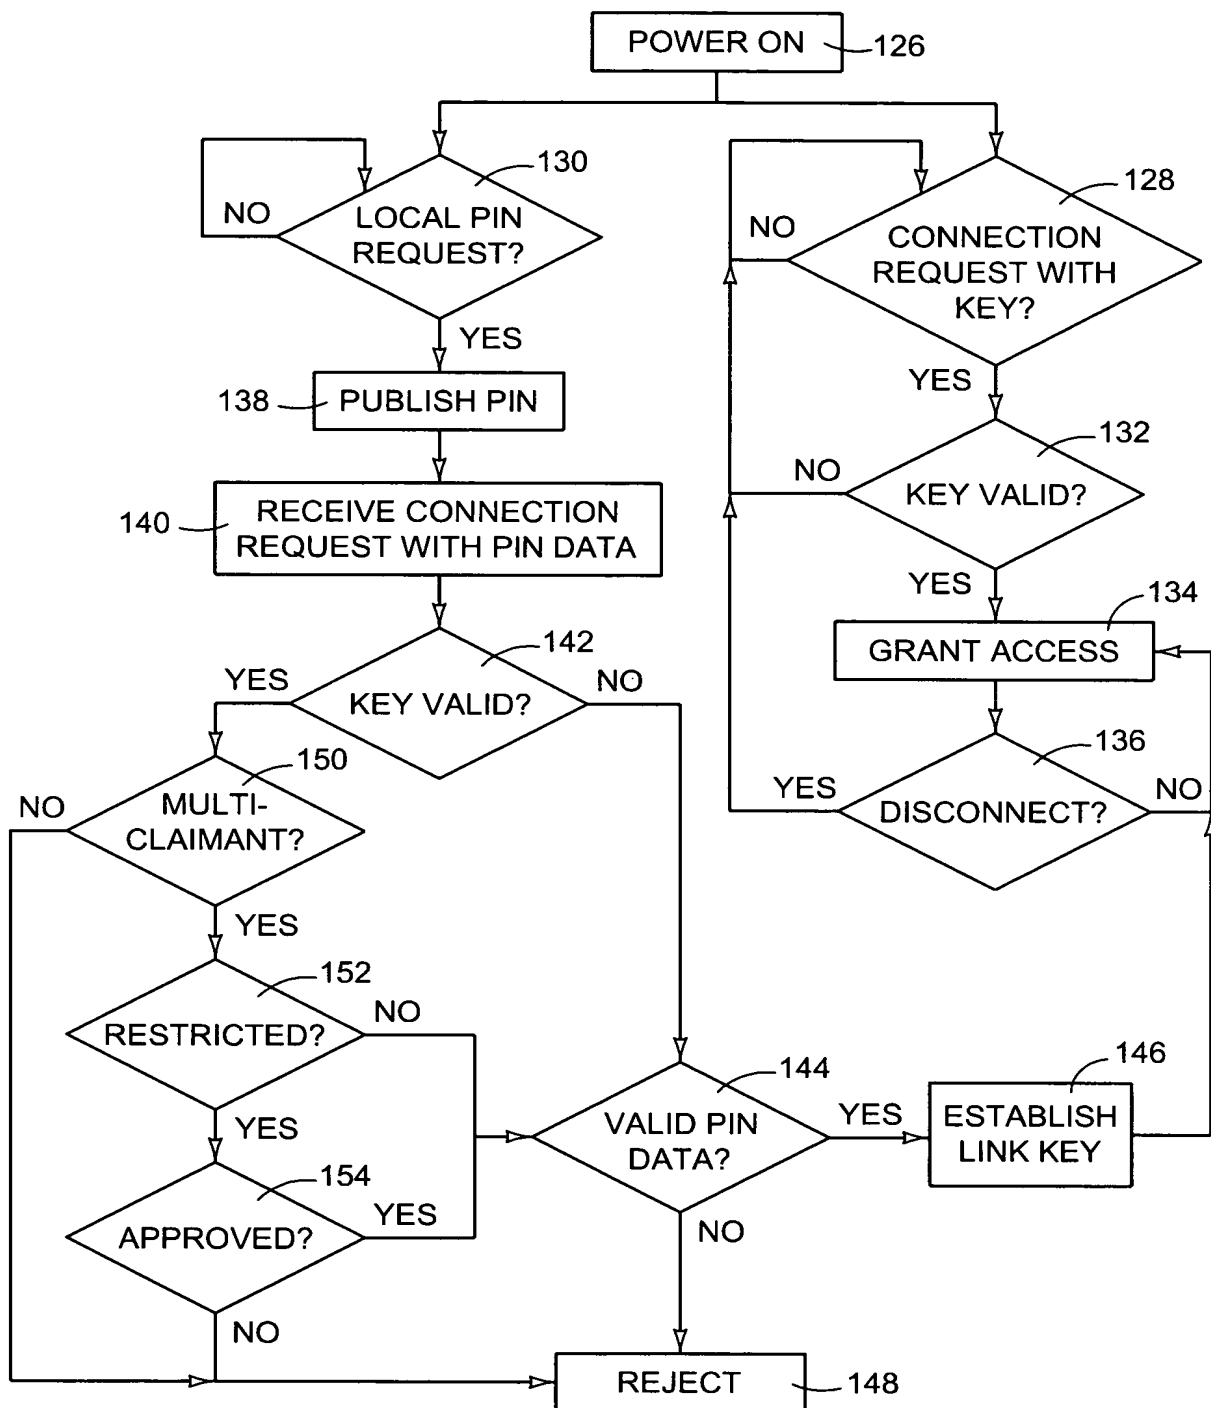 POWER ON
126
130
LOCAL PIN
REQUEST?
NO
YES
128
CONNECTION
REQUEST WITH
KEY?
NO
YES
138
PUBLISH PIN
132
KEY VALID?
NO
YES
140
RECEIVE CONNECTION
REQUEST WITH PIN DATA
134
GRANT ACCESS
142
KEY VALID?
YES
NO
136
DISCONNECT?
YES
NO
150
MULTI-
CLAIMANT?
NO
YES
152
RESTRICTED?
NO
YES
144
VALID PIN
DATA?
YES
NO
146
ESTABLISH
LINK KEY
154
APPROVED?
YES
NO
REJECT
148